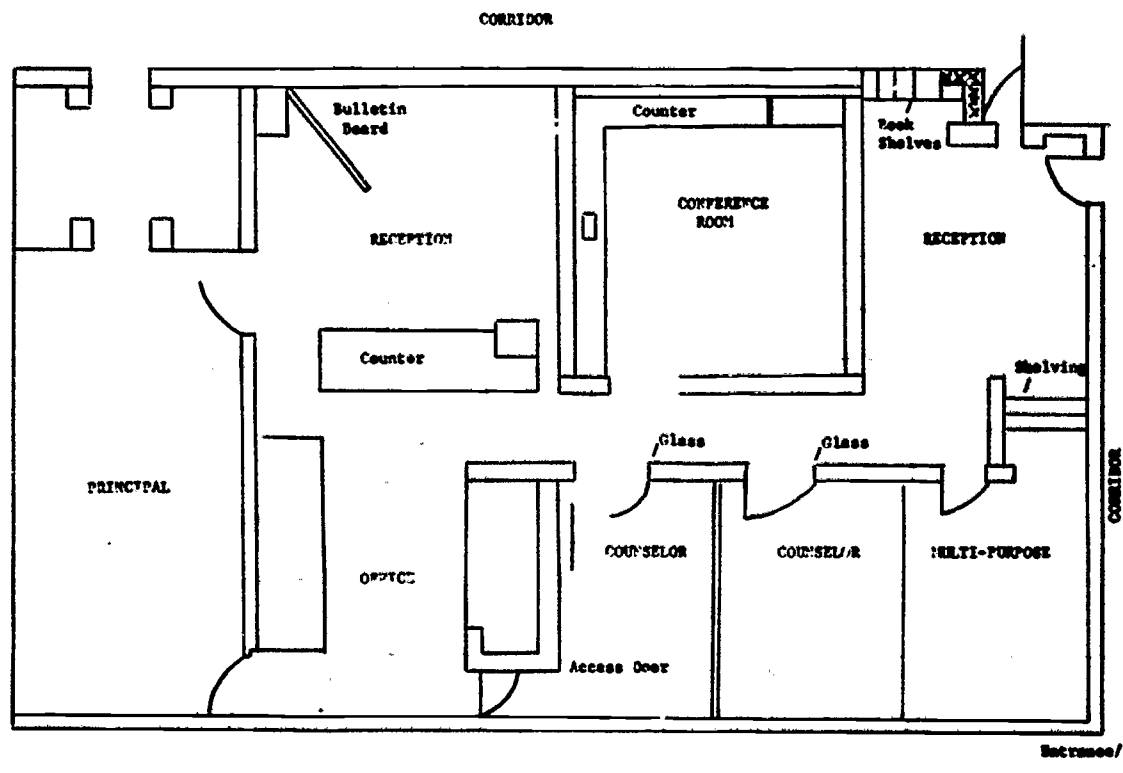 CORRIDOR
Bulletin
Board
Counter
Book
Shelves
CONFERENCE
ROOM
RECEPTION
RECEPTION
Counter
Shelving
Glass
Glass
CORRIDOR
PRINCIPAL
COUNSELOR
COUNSELOR
MULTI-PURPOSE
OFFICE
Access Door
Entrance/